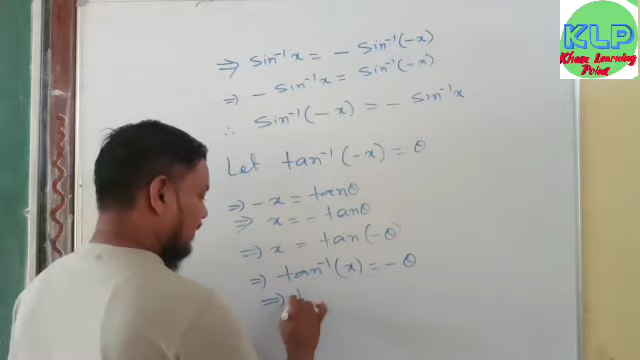 ⇒ Sin⁻¹x = - Sin⁻¹(-x)
⇒ - Sin⁻¹x = Sin⁻¹(-x)
∴ Sin⁻¹(-x) = - Sin⁻¹x
Let tan⁻¹(-x) = θ
⇒ -x = tanθ
⇒ x = - tanθ
⇒ x = tan(-θ)
⇒ tan⁻¹(x) = - θ
⇒ t
KLP
Khasu Learning
Point